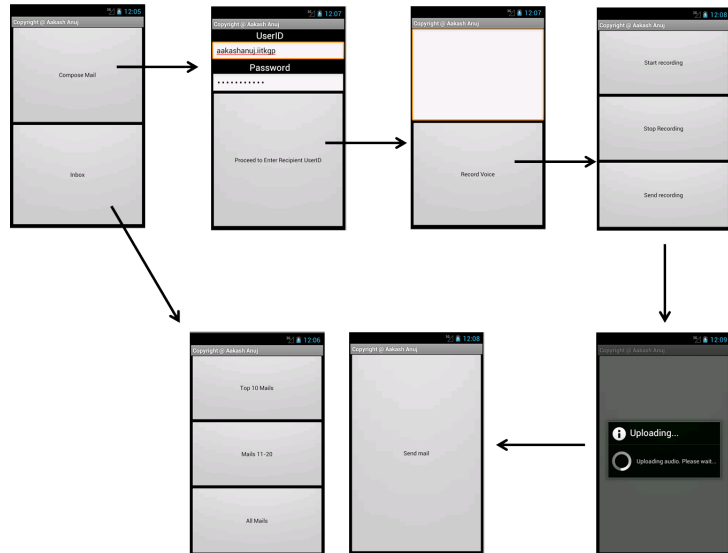 12:05
Copyright @ Aakash Anuj
Compose Mail
Inbox
12:07
Copyright @ Aakash Anuj
UserID
aakashanuj.iitkgp
Password
Proceed to Enter Recipient UserID
12:07
Copyright @ Aakash Anuj
Record Voice
12:08
Copyright @ Aakash Anuj
Start recording
Stop Recording
Send recording
12:06
Copyright @ Aakash Anuj
Top 10 Mails
Mails 11-20
All Mails
12:08
Copyright @ Aakash Anuj
Send mail
12:09
Copyright @ Aakash Anuj
Uploading...
Uploading audio. Please wait...